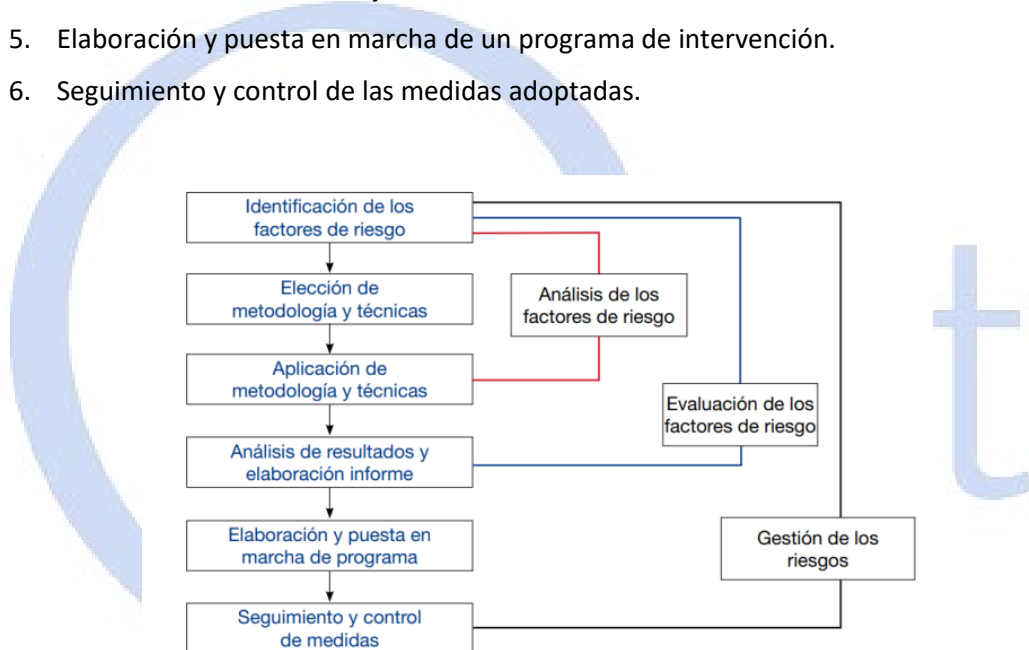 5. Elaboración y puesta en marcha de un programa de intervención.
6. Seguimiento y control de las medidas adoptadas.
Identificación de los
factores de riesgo
Elección de
metodología y técnicas
Análisis de los
factores de riesgo
Aplicación de
metodología y técnicas
Evaluación de los
factores de riesgo
Análisis de resultados y
elaboración informe
Elaboración y puesta en
marcha de programa
Gestión de los
riesgos
Seguimiento y control
de medidas
t